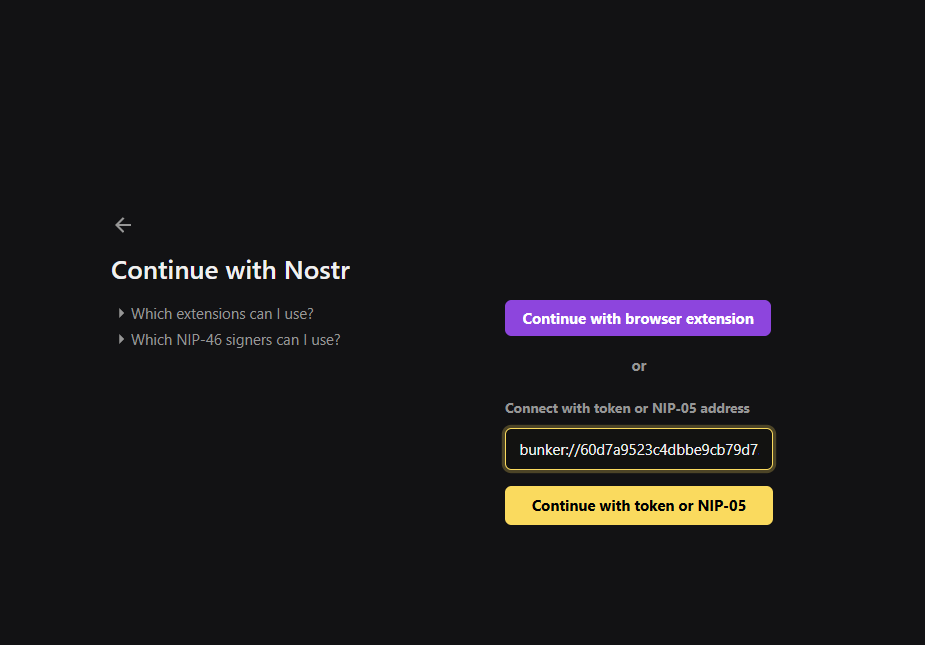 Continue with Nostr
Which extensions can I use?
Which NIP-46 signers can I use?
Continue with browser extension
or
Connect with token or NIP-05 address
bunker://60d7a9523c4dbbe9cb79d7
Continue with token or NIP-05